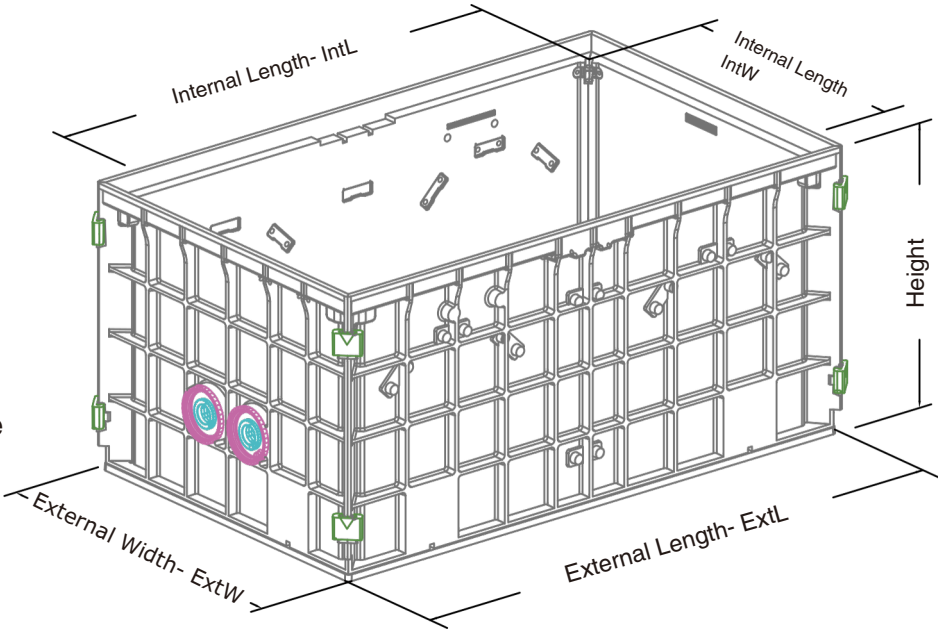 Internal Length- IntL
Internal Length
IntW
Height
e
External Width- ExtW
External Length- ExtL